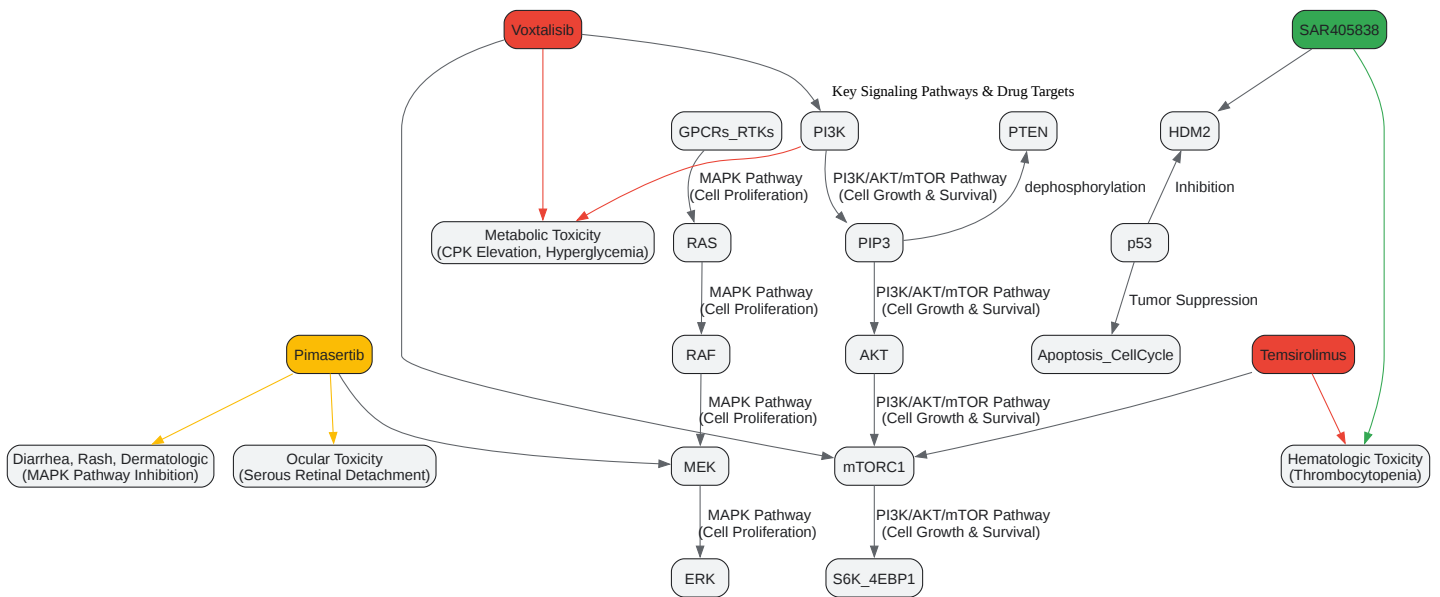 Voxtalisib
SAR405838
Key Signaling Pathways & Drug Targets
GPCRs_RTKs
PI3K
PTEN
HDM2
MAPK Pathway
(Cell Proliferation)
PI3K/AKT/mTOR Pathway
(Cell Growth & Survival)
dephosphorylation
Inhibition
Metabolic Toxicity
(CPK Elevation, Hyperglycemia)
RAS
PIP3
p53
MAPK Pathway
(Cell Proliferation)
PI3K/AKT/mTOR Pathway
(Cell Growth & Survival)
Tumor Suppression
Pimasertib
RAF
AKT
Apoptosis_CellCycle
Temsirolimus
MAPK Pathway
(Cell Proliferation)
PI3K/AKT/mTOR Pathway
(Cell Growth & Survival)
Diarrhea, Rash, Dermatologic
(MAPK Pathway Inhibition)
Ocular Toxicity
(Serous Retinal Detachment)
MEK
mTORC1
Hematologic Toxicity
(Thrombocytopenia)
MAPK Pathway
(Cell Proliferation)
PI3K/AKT/mTOR Pathway
(Cell Growth & Survival)
ERK
S6K_4EBP1